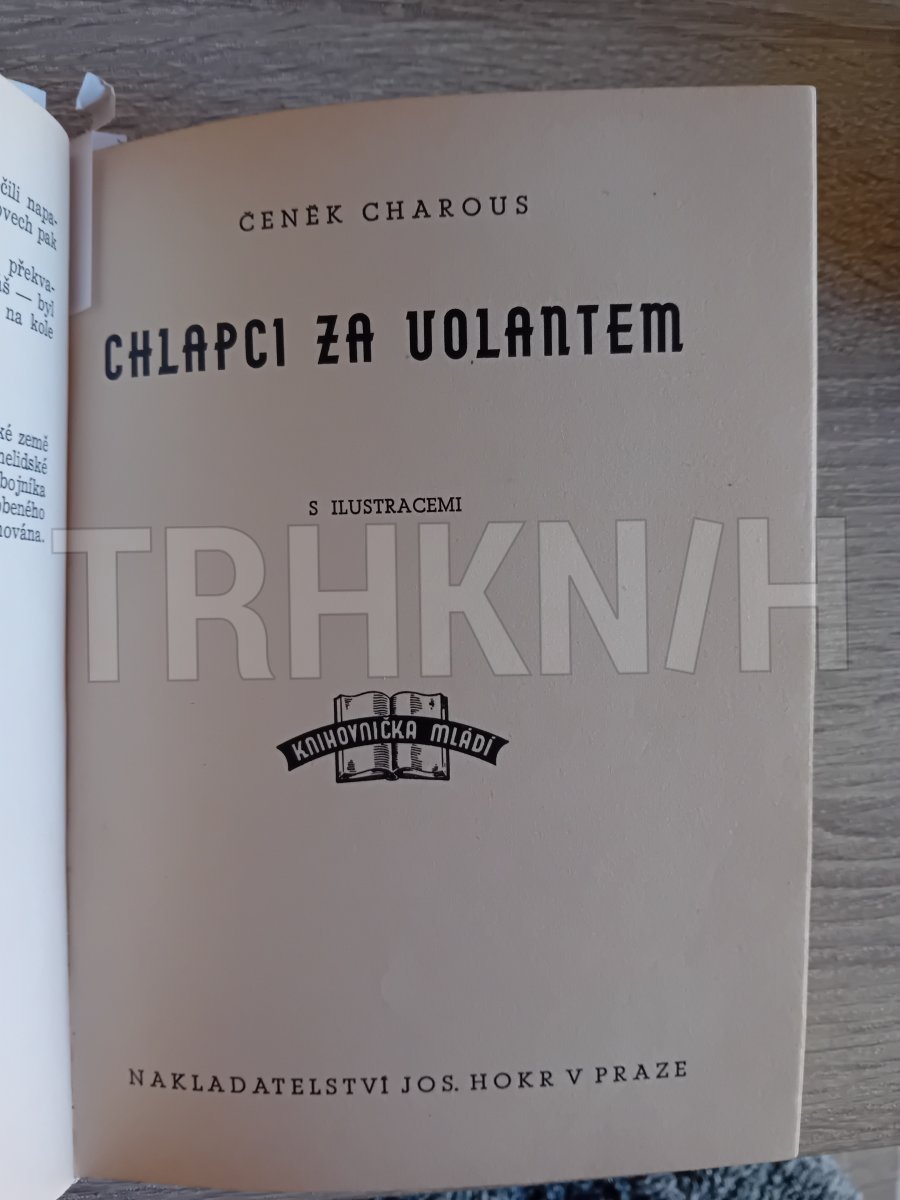 čili napa-
ovech pak
překva-
š — byl
na kole
ké země
nelidské
bojníka
beného
nována.
ČENĚK CHAROUS
CHLAPCI ZA VOLANTEM
S ILUSTRACEMI
TRHKNIH
KNIHOVNIČKA MLÁDÍ
NAKLADATELSTVÍ JOS. HOKR V PRAZE